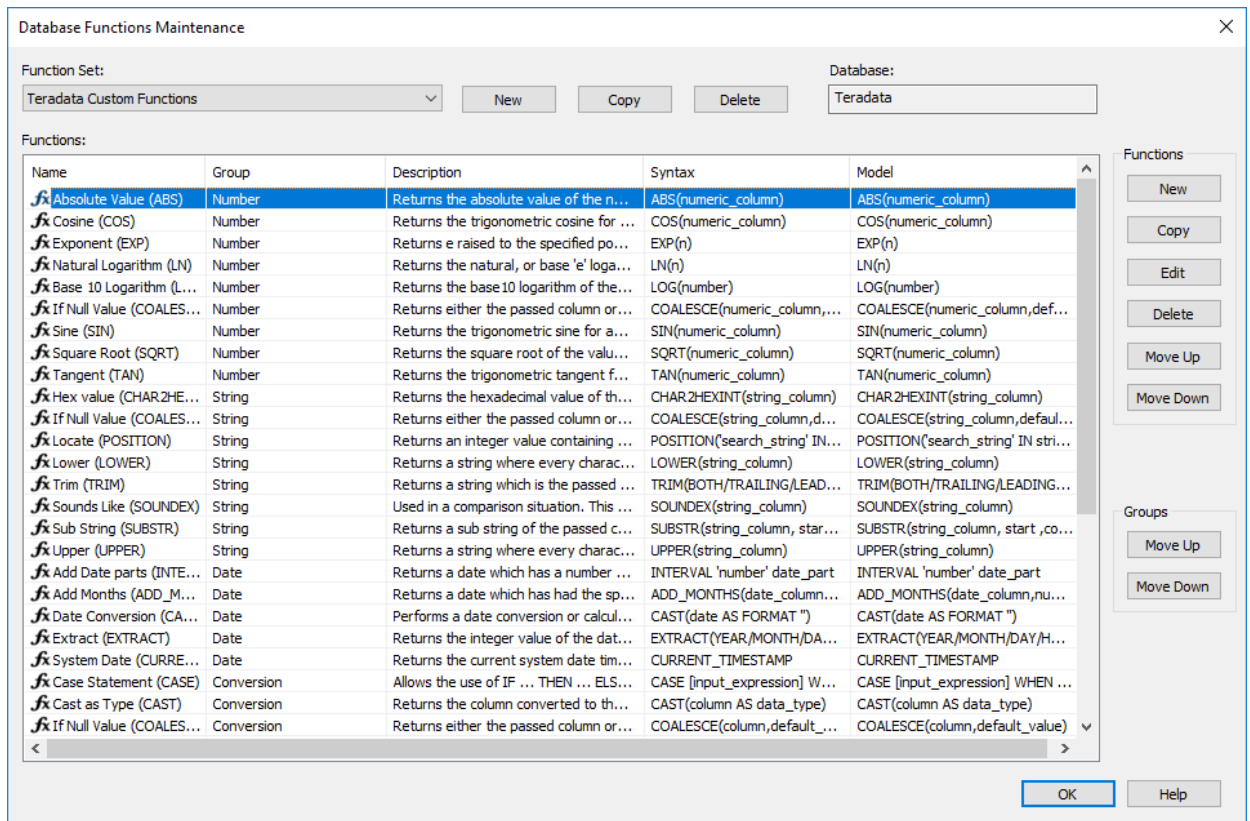 Database Functions Maintenance
Function Set:
Database:
Teradata Custom Functions
New
Copy
Delete
Teradata
Functions:
Name Group Description Syntax Model
Absolute Value (ABS) Number Returns the absolute value of the n... ABS(numeric_column) ABS(numeric_column)
Cosine (COS) Number Returns the trigonometric cosine for ... COS(numeric_column) COS(numeric_column)
Exponent (EXP) Number Returns e raised to the specified po... EXP(n) EXP(n)
Natural Logarithm (LN) Number Returns the natural, or base 'e' loga... LN(n) LN(n)
Base 10 Logarithm (L... Number Returns the base10 logarithm of the... LOG(number) LOG(number)
If Null Value (COALES... Number Returns either the passed column or... COALESCE(numeric_column,... COALESCE(numeric_column,def...
Sine (SIN) Number Returns the trigonometric sine for a... SIN(numeric_column) SIN(numeric_column)
Square Root (SQRT) Number Returns the square root of the valu... SQRT(numeric_column) SQRT(numeric_column)
Tangent (TAN) Number Returns the trigonometric tangent f... TAN(numeric_column) TAN(numeric_column)
Hex value (CHAR2HE... String Returns the hexadecimal value of th... CHAR2HEXINT(string_column) CHAR2HEXINT(string_column)
If Null Value (COALES... String Returns either the passed column or... COALESCE(string_column,d... COALESCE(string_column,defaul...
Locate (POSITION) String Returns an integer value containing ... POSITION('search_string' IN... POSITION('search_string' IN stri...
Lower (LOWER) String Returns a string where every charac... LOWER(string_column) LOWER(string_column)
Trim (TRIM) String Returns a string which is the passed ... TRIM(BOTH/TRAILING/LEAD... TRIM(BOTH/TRAILING/LEADING...
Sounds Like (SOUNDEX) String Used in a comparison situation. This ... SOUNDEX(string_column) SOUNDEX(string_column)
Sub String (SUBSTR) String Returns a sub string of the passed c... SUBSTR(string_column, star... SUBSTR(string_column, start ,co...
Upper (UPPER) String Returns a string where every charac... UPPER(string_column) UPPER(string_column)
Add Date parts (INTE... Date Returns a date which has a number ... INTERVAL 'number' date_part INTERVAL 'number' date_part
Add Months (ADD_M... Date Returns a date which has had the sp... ADD_MONTHS(date_column... ADD_MONTHS(date_column,nu...
Date Conversion (CA... Date Performs a date conversion or calcul... CAST(date AS FORMAT '') CAST(date AS FORMAT '')
Extract (EXTRACT) Date Returns the integer value of the dat... EXTRACT(YEAR/MONTH/DA... EXTRACT(YEAR/MONTH/DAY/H...
System Date (CURRE... Date Returns the current system date tim... CURRENT_TIMESTAMP CURRENT_TIMESTAMP
Case Statement (CASE) Conversion Allows the use of IF ... THEN ... ELS... CASE [input_expression] W... CASE [input_expression] WHEN ...
Cast as Type (CAST) Conversion Returns the column converted to th... CAST(column AS data_type) CAST(column AS data_type)
If Null Value (COALES... Conversion Returns either the passed column or... COALESCE(column,default_... COALESCE(column,default_value)
Functions
New
Copy
Edit
Delete
Move Up
Move Down
Groups
Move Up
Move Down
OK
Help